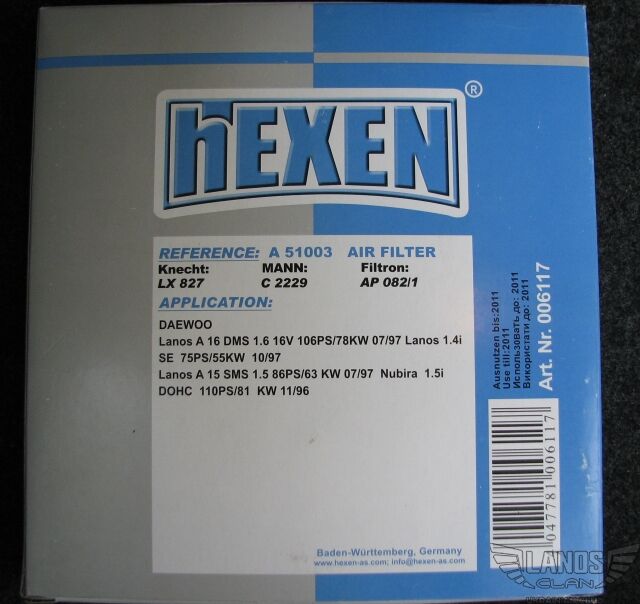 hEXEN®
REFERENCE: A 51003 AIR FILTER
Knecht: MANN: Filtron:
LX 827 C 2229 AP 082/1
APPLICATION:
DAEWOO
Lanos A 16 DMS 1.6 16V 106PS/78KW 07/97 Lanos 1.4i
SE 75PS/55KW 10/97
Lanos A 15 SMS 1.5 86PS/63 KW 07/97 Nubira 1.5i
DOHC 110PS/81 KW 11/96
Baden-Württemberg, Germany
www.hexen-as.com; info@hexen-as.com
Ausnutzen bis:2011
Use till:2011
Использовать до: 2011
Використати до: 2011
Art. Nr. 006117
047781 006117
LANOS
CLAN